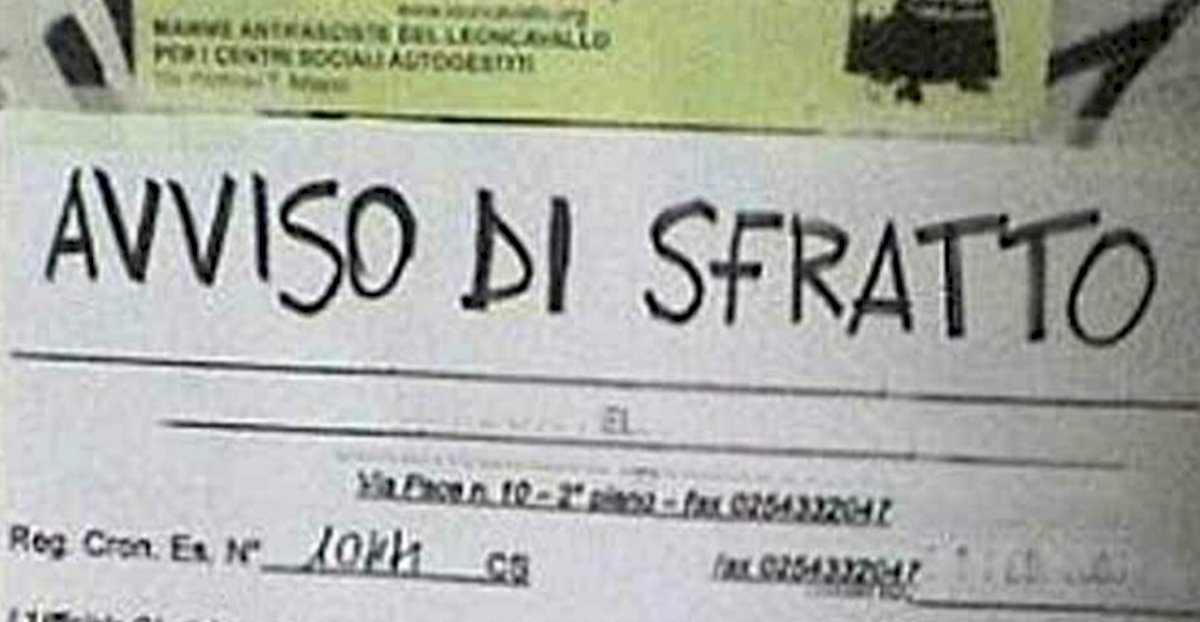 MAMME ANTIFASCISTE DEL LEONCAVALLO
PER I CENTRI SOCIALI AUTOGESTITI
AVVISO DI SFRATTO
Via Pace n. 10 - 2° piano - fax 0254332047
Reg. Cron. Es. N° CS
fax 0254332047